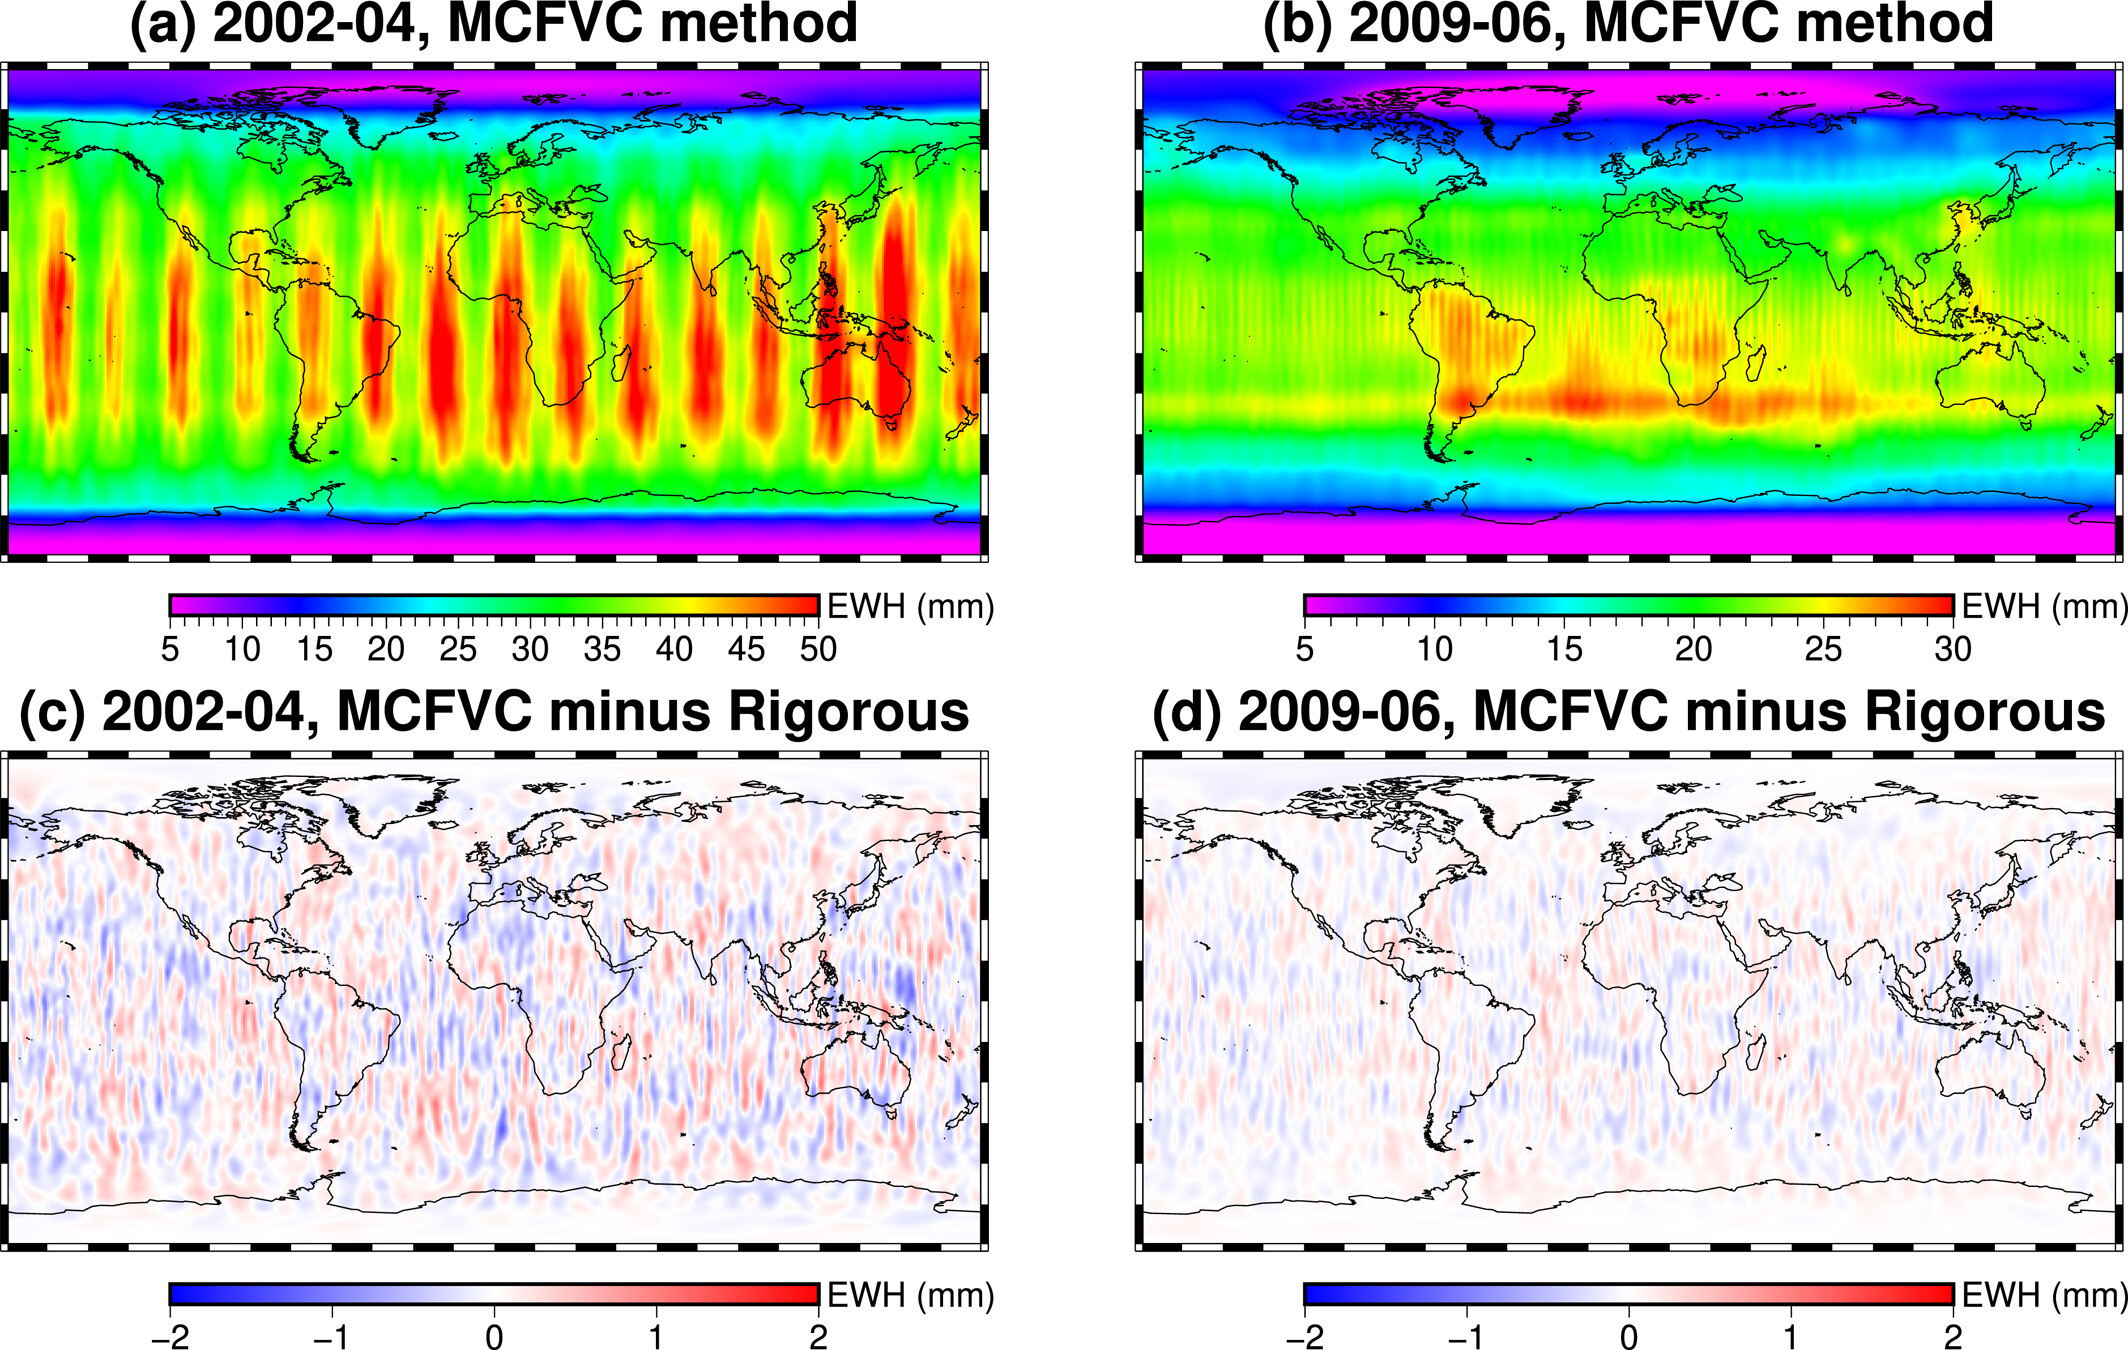 (a) 2002-04, MCFVC method
(b) 2009-06, MCFVC method
EWH (mm)
5 10 15 20 25 30 35 40 45 50
EWH (mm)
5 10 15 20 25 30
(c) 2002-04, MCFVC minus Rigorous
(d) 2009-06, MCFVC minus Rigorous
EWH (mm)
−2 −1 0 1 2
EWH (mm)
−2 −1 0 1 2